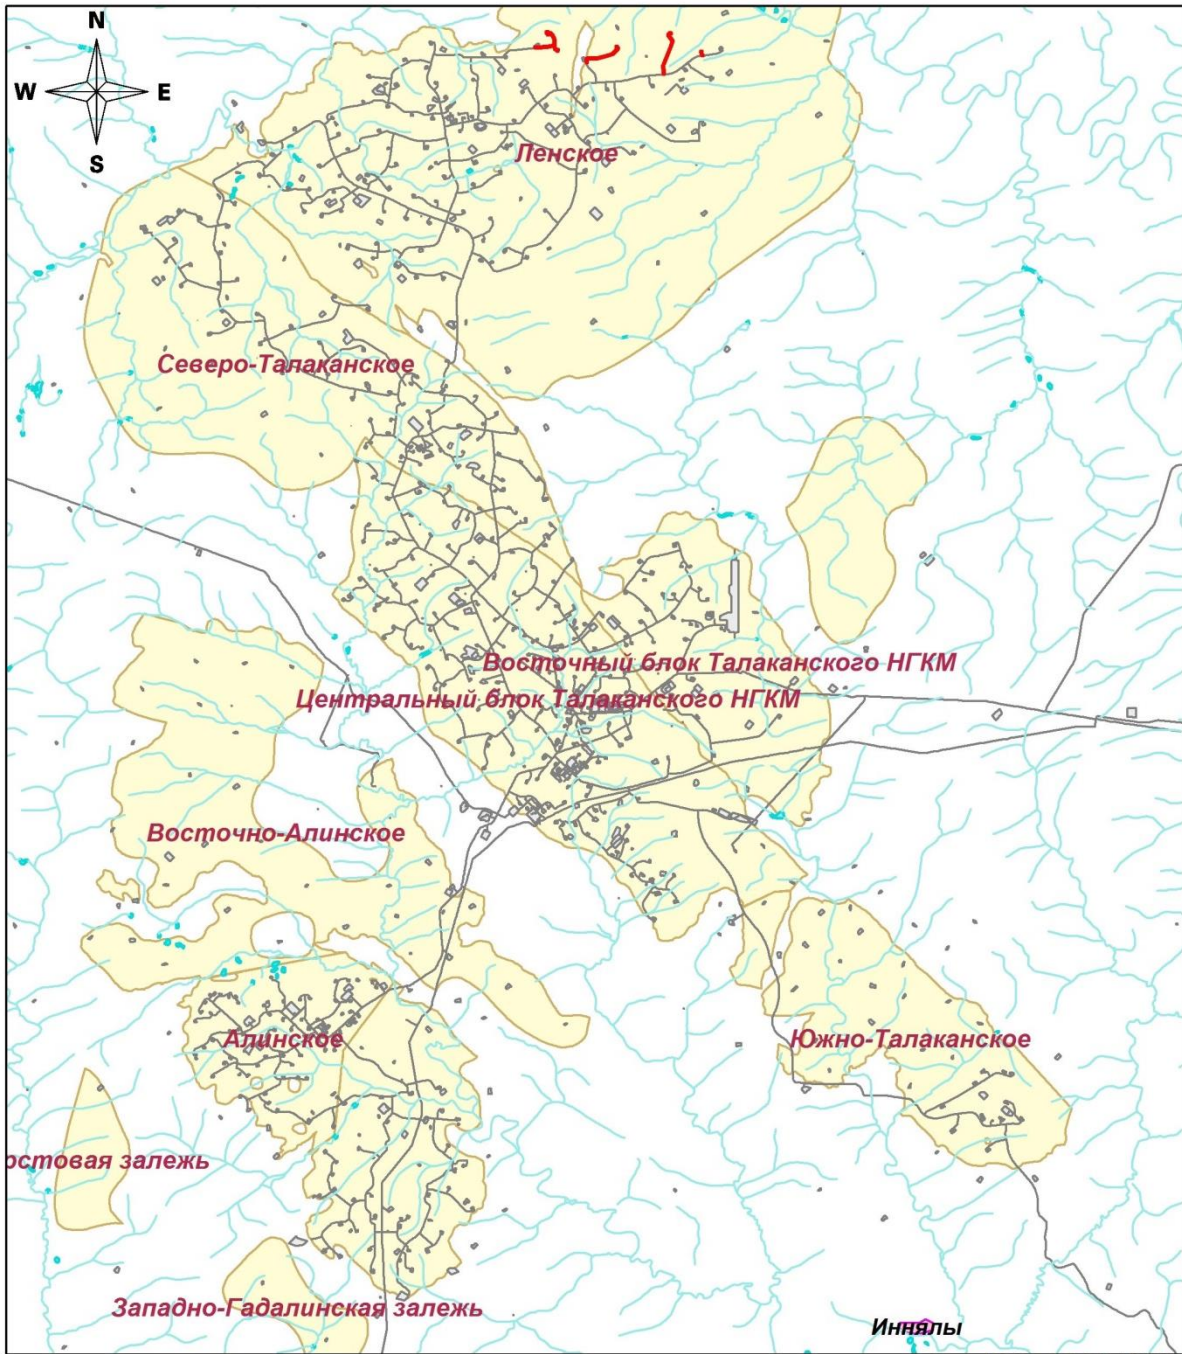 N
W E
S
Ленское
Северо-Талаканское
Восточный блок Талаканского НГКМ
Центральный блок Талаканского НГКМ
Восточно-Алинское
Алинское
Южно-Талаканское
рстовая залежь
Западно-Гадалинская залежь
Иннялы